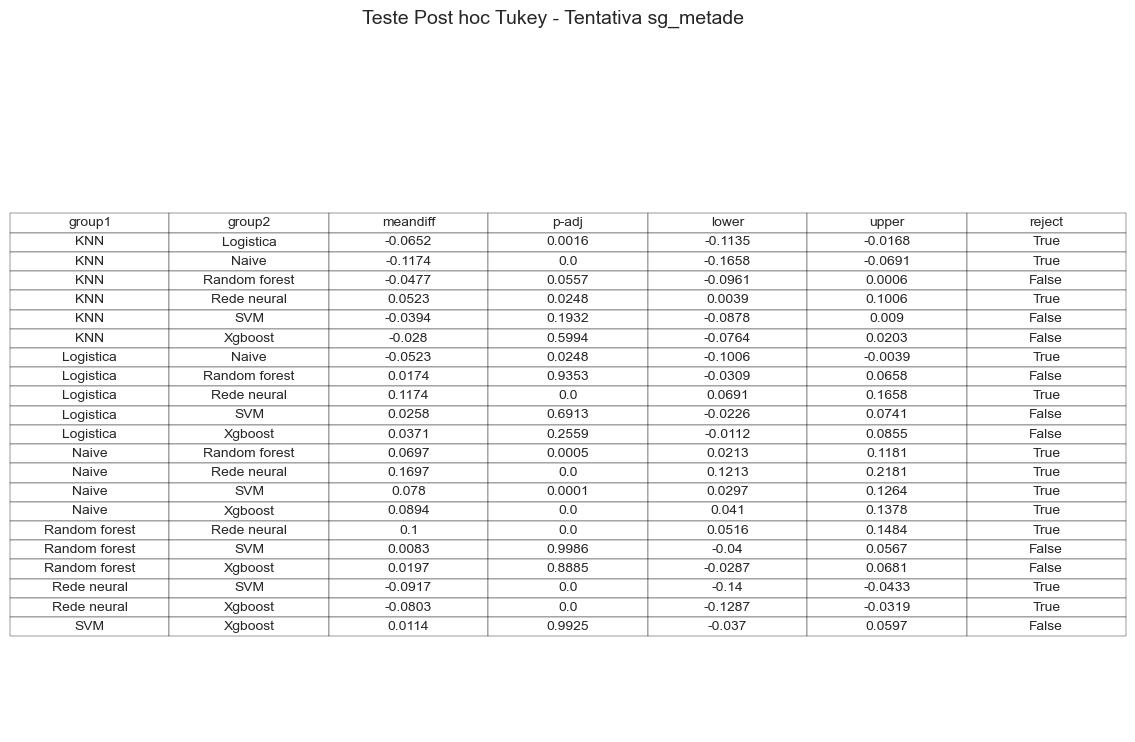 Teste Post hoc Tukey - Tentativa sg_metade
group1 group2 meandiff p-adj lower upper reject
KNN Logistica -0.0652 0.0016 -0.1135 -0.0168 True
KNN Naive -0.1174 0.0 -0.1658 -0.0691 True
KNN Random forest -0.0477 0.0557 -0.0961 0.0006 False
KNN Rede neural 0.0523 0.0248 0.0039 0.1006 True
KNN SVM -0.0394 0.1932 -0.0878 0.009 False
KNN Xgboost -0.028 0.5994 -0.0764 0.0203 False
Logistica Naive -0.0523 0.0248 -0.1006 -0.0039 True
Logistica Random forest 0.0174 0.9353 -0.0309 0.0658 False
Logistica Rede neural 0.1174 0.0 0.0691 0.1658 True
Logistica SVM 0.0258 0.6913 -0.0226 0.0741 False
Logistica Xgboost 0.0371 0.2559 -0.0112 0.0855 False
Naive Random forest 0.0697 0.0005 0.0213 0.1181 True
Naive Rede neural 0.1697 0.0 0.1213 0.2181 True
Naive SVM 0.078 0.0001 0.0297 0.1264 True
Naive Xgboost 0.0894 0.0 0.041 0.1378 True
Random forest Rede neural 0.1 0.0 0.0516 0.1484 True
Random forest SVM 0.0083 0.9986 -0.04 0.0567 False
Random forest Xgboost 0.0197 0.8885 -0.0287 0.0681 False
Rede neural SVM -0.0917 0.0 -0.14 -0.0433 True
Rede neural Xgboost -0.0803 0.0 -0.1287 -0.0319 True
SVM Xgboost 0.0114 0.9925 -0.037 0.0597 False